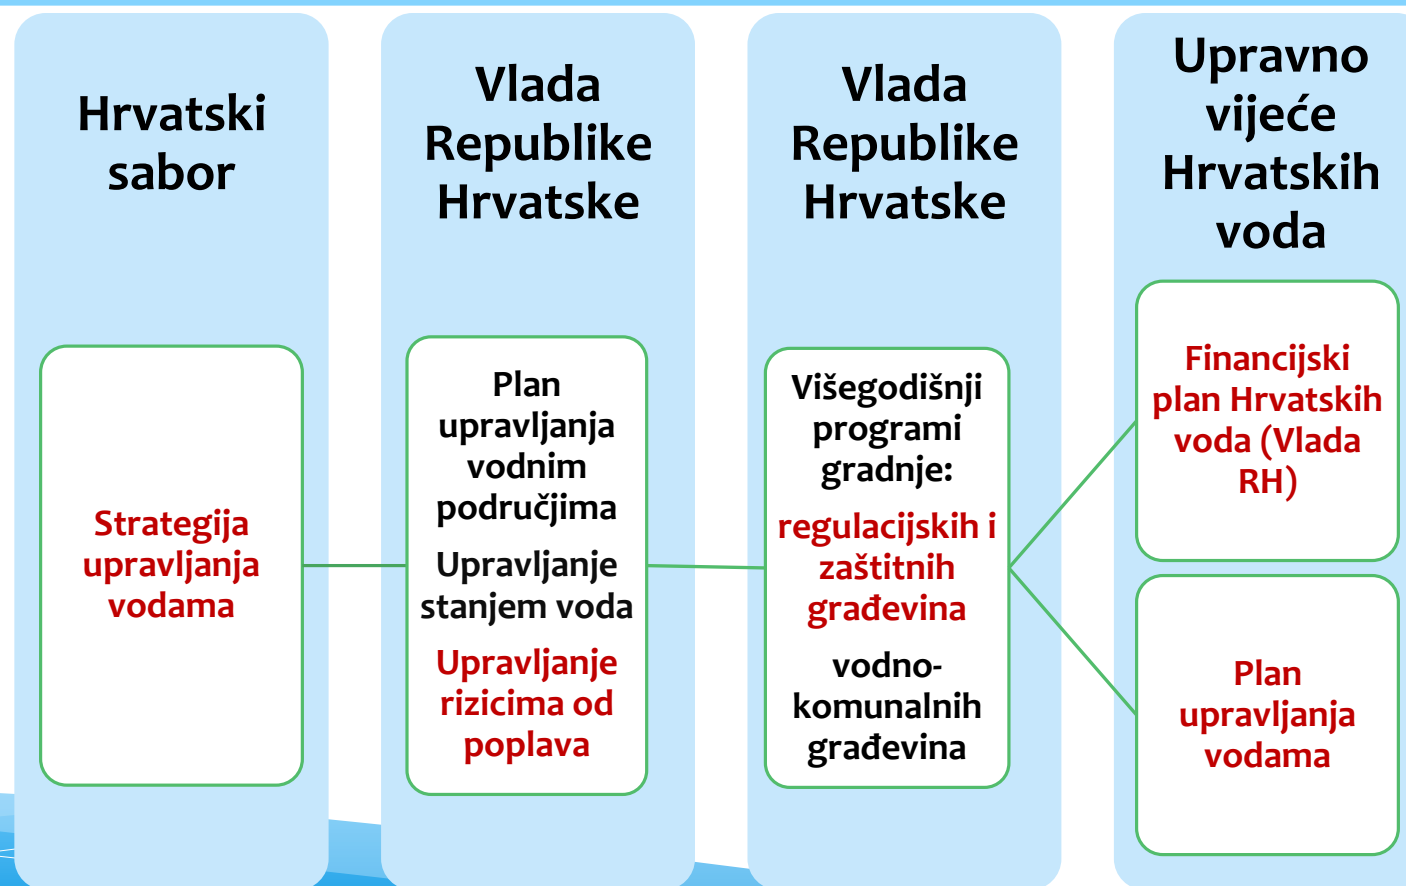 Hrvatski
sabor
Strategija
upravljanja
vodama
Vlada
Republike
Hrvatske
Plan
upravljanja
vodnim
područjima
Upravljanje
stanjem voda
Upravljanje
rizicima od
poplava
Vlada
Republike
Hrvatske
Višegodišnji
programi
gradnje:
regulacijskih i
zaštitnih
građevina
vodno-
komunalnih
građevina
Upravno
vijeće
Hrvatskih
voda
Financijski
plan Hrvatskih
voda (Vlada
RH)
Plan
upravljanja
vodama